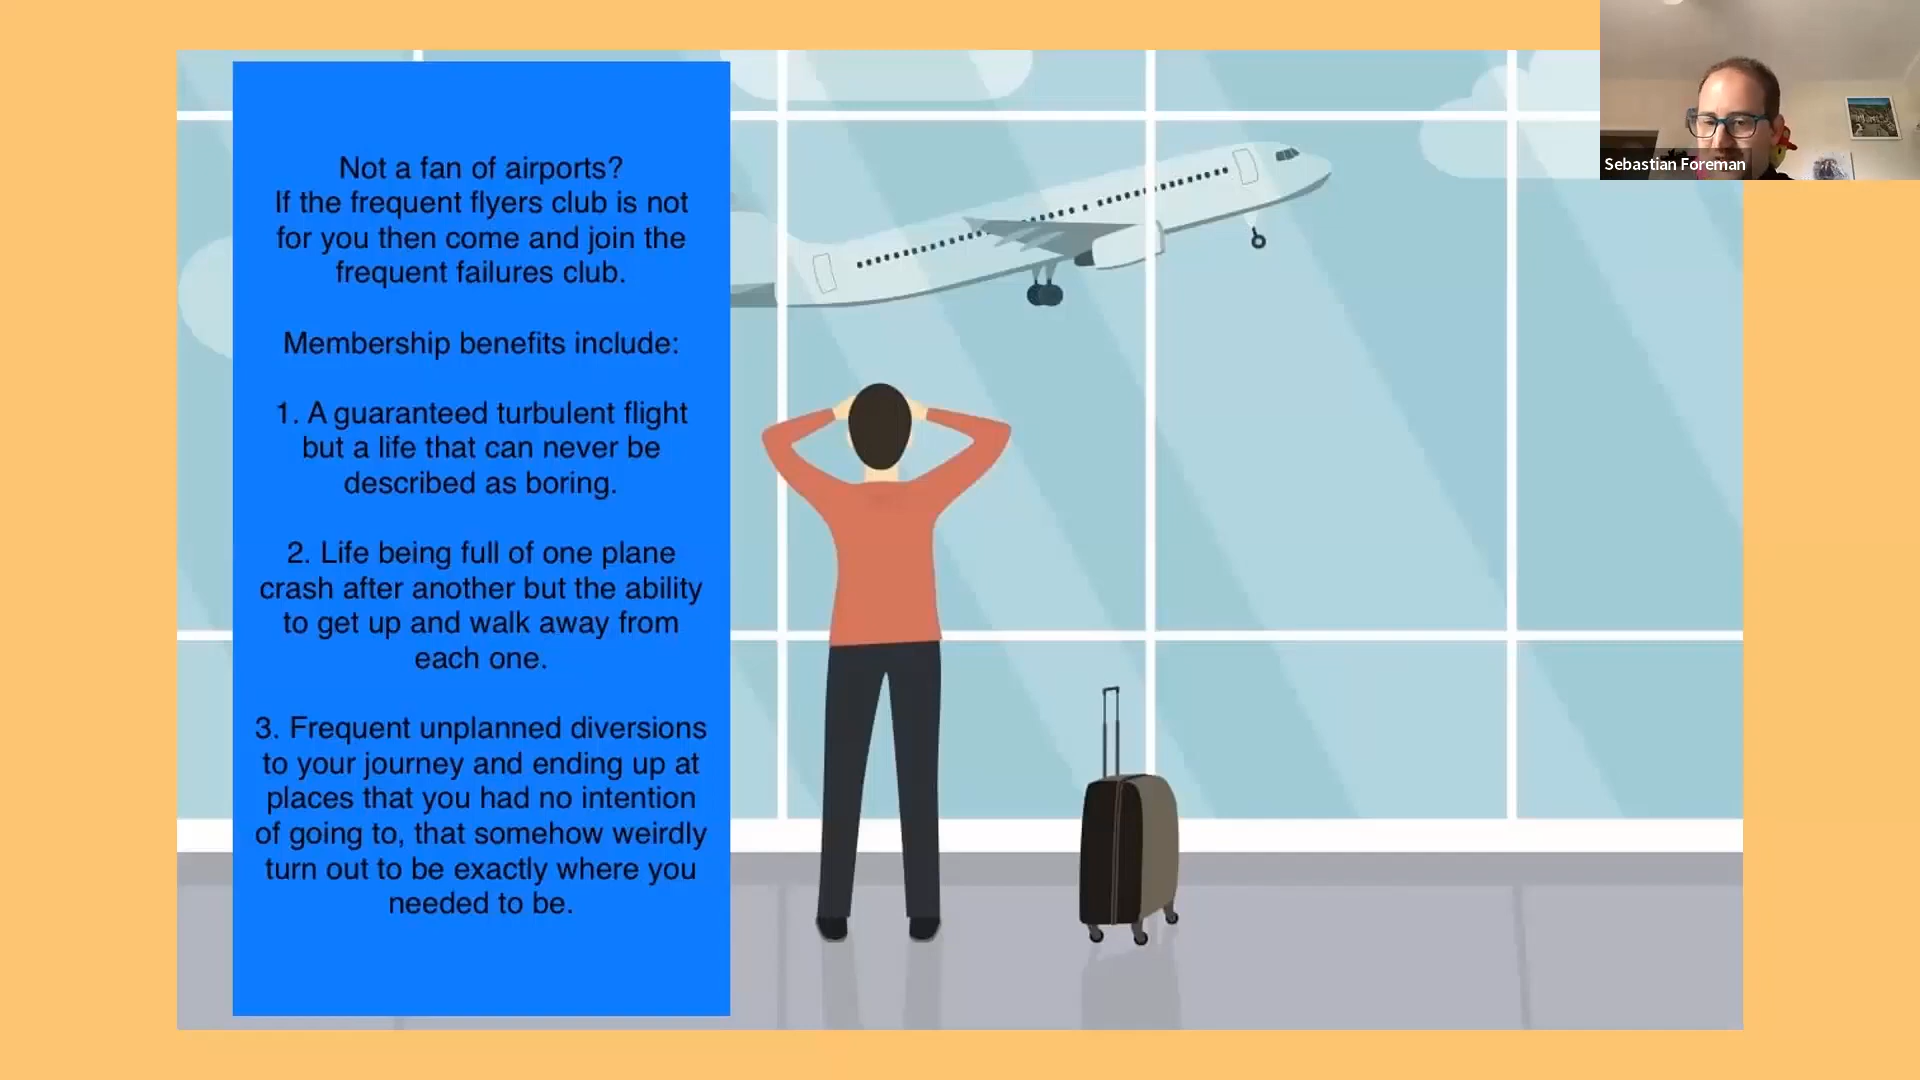 Not a fan of airports?
If the frequent flyers club is not
for you then come and join the
frequent failures club.
Membership benefits include:
1. A guaranteed turbulent flight
but a life that can never be
described as boring.
2. Life being full of one plane
crash after another but the ability
to get up and walk away from
each one.
3. Frequent unplanned diversions
to your journey and ending up at
places that you had no intention
of going to, that somehow weirdly
turn out to be exactly where you
needed to be.
Sebastian Foreman